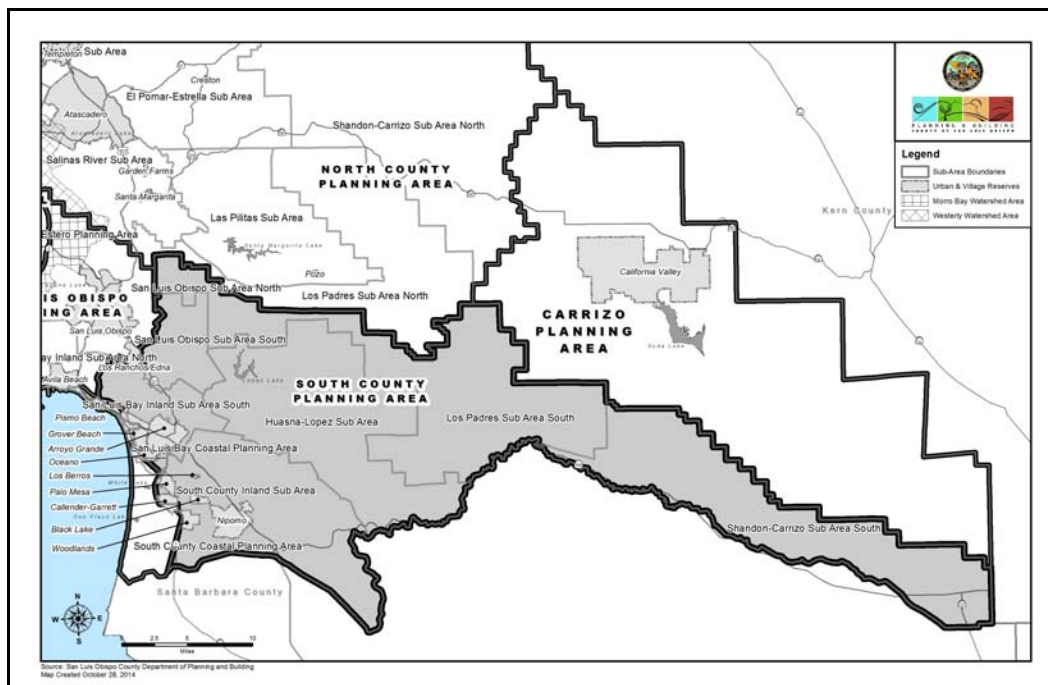 Templeton Sub Area
Creston
El Pomar-Estrella Sub Area
Atascadero
Atascadero Lake
Shandon-Carrizo Sub Area North
Salinas River Sub Area
Garden Farms
NORTH COUNTY
PLANNING AREA
Santa Margarita
Las Pilitas Sub Area
Estero Planning Area
Santa Margarita Lake
Pozo
San Luis Obispo Sub Area North
Los Padres Sub Area North
IS OBISPO
ING AREA
San Luis Obispo
San Luis Obispo Sub Area South
ay Inland Sub Area North
Los Ranchos/Edna
Avila Beach
Lopez Lake
SOUTH COUNTY
PLANNING AREA
San Luis Bay Inland Sub Area South
Pismo Beach
Huasna-Lopez Sub Area
Los Padres Sub Area South
Grover Beach
Arroyo Grande
San Luis Bay Coastal Planning Area
Oceano
Los Berros
Palo Mesa
South County Inland Sub Area
Callender-Garrett
Black Lake
Nipomo
Woodlands
South County Coastal Planning Area
Shandon-Carrizo Sub Area South
Santa Barbara County
CARRIZO
PLANNING
AREA
California Valley
Soda Lake
Kern County
PLANNING & BUILDING
COUNTY OF SAN LUIS OBISPO
Legend
Sub-Area Boundaries
Urban & Village Reserves
Morro Bay Watershed Area
Westerly Watershed Area
N
W E
S
0 2.5 5 10
Miles
Source: San Luis Obispo County Department of Planning and Building
Map Created October 28, 2014